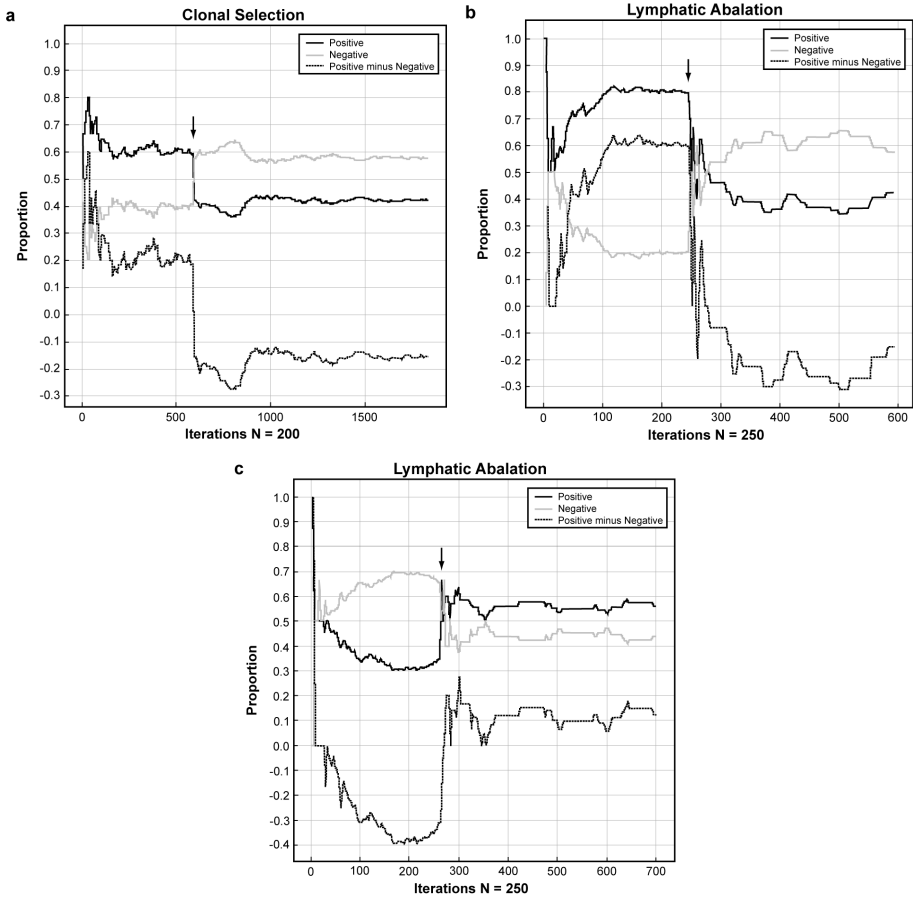 a
Clonal Selection
Positive
Negative
Positive minus Negative
Proportion
1.0
0.9
0.8
0.7
0.6
0.5
0.4
0.3
0.2
0.1
0.0
-0.1
-0.2
-0.3
0 500 1000 1500
Iterations N = 200
b
Lymphatic Abalation
Positive
Negative
Positive minus Negative
Proportion
1.0
0.9
0.8
0.7
0.6
0.5
0.4
0.3
0.2
0.1
0.0
-0.1
-0.2
-0.3
0 100 200 300 400 500 600
Iterations N = 250
c
Lymphatic Abalation
Positive
Negative
Positive minus Negative
Proportion
1.0
0.9
0.8
0.7
0.6
0.5
0.4
0.3
0.2
0.1
0.0
-0.1
-0.2
-0.3
-0.4
0 100 200 300 400 500 600 700
Iterations N = 250